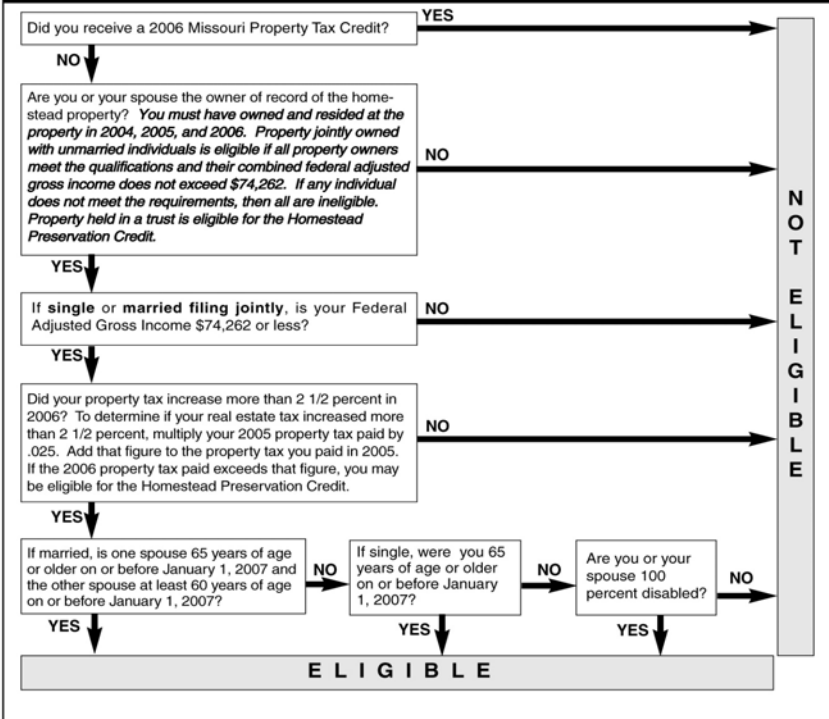 Did you receive a 2006 Missouri Property Tax Credit?
YES
NO
Are you or your spouse the owner of record of the home-
stead property? You must have owned and resided at the
property in 2004, 2005, and 2006. Property jointly owned
with unmarried individuals is eligible if all property owners
meet the qualifications and their combined federal adjusted
gross income does not exceed $74,262. If any individual
does not meet the requirements, then all are ineligible.
Property held in a trust is eligible for the Homestead
Preservation Credit.
NO
YES
If single or married filing jointly, is your Federal
Adjusted Gross Income $74,262 or less?
NO
YES
Did your property tax increase more than 2 1/2 percent in
2006? To determine if your real estate tax increased more
than 2 1/2 percent, multiply your 2005 property tax paid by
.025. Add that figure to the property tax you paid in 2005.
If the 2006 property tax paid exceeds that figure, you may
be eligible for the Homestead Preservation Credit.
NO
YES
If married, is one spouse 65 years of age
or older on or before January 1, 2007 and
the other spouse at least 60 years of age
on or before January 1, 2007?
NO
YES
If single, were you 65
years of age or older
on or before January
1, 2007?
NO
YES
Are you or your
spouse 100
percent disabled?
NO
YES
NOT ELIGIBLE
ELIGIBLE